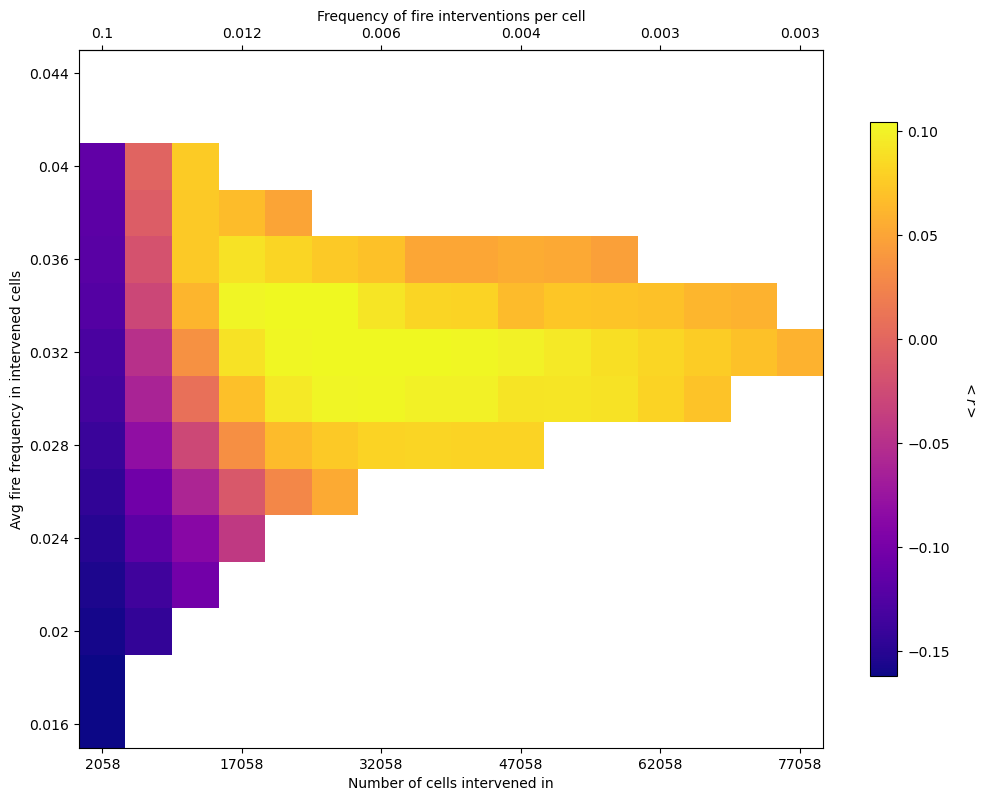 Frequency of fire interventions per cell
0.1 0.012 0.006 0.004 0.003 0.003
0.044
0.04
0.036
0.032
0.028
0.024
0.02
0.016
Avg fire frequency in intervened cells
2058 17058 32058 47058 62058 77058
Number of cells intervened in
0.10
0.05
0.00
−0.05
−0.10
−0.15
< r >